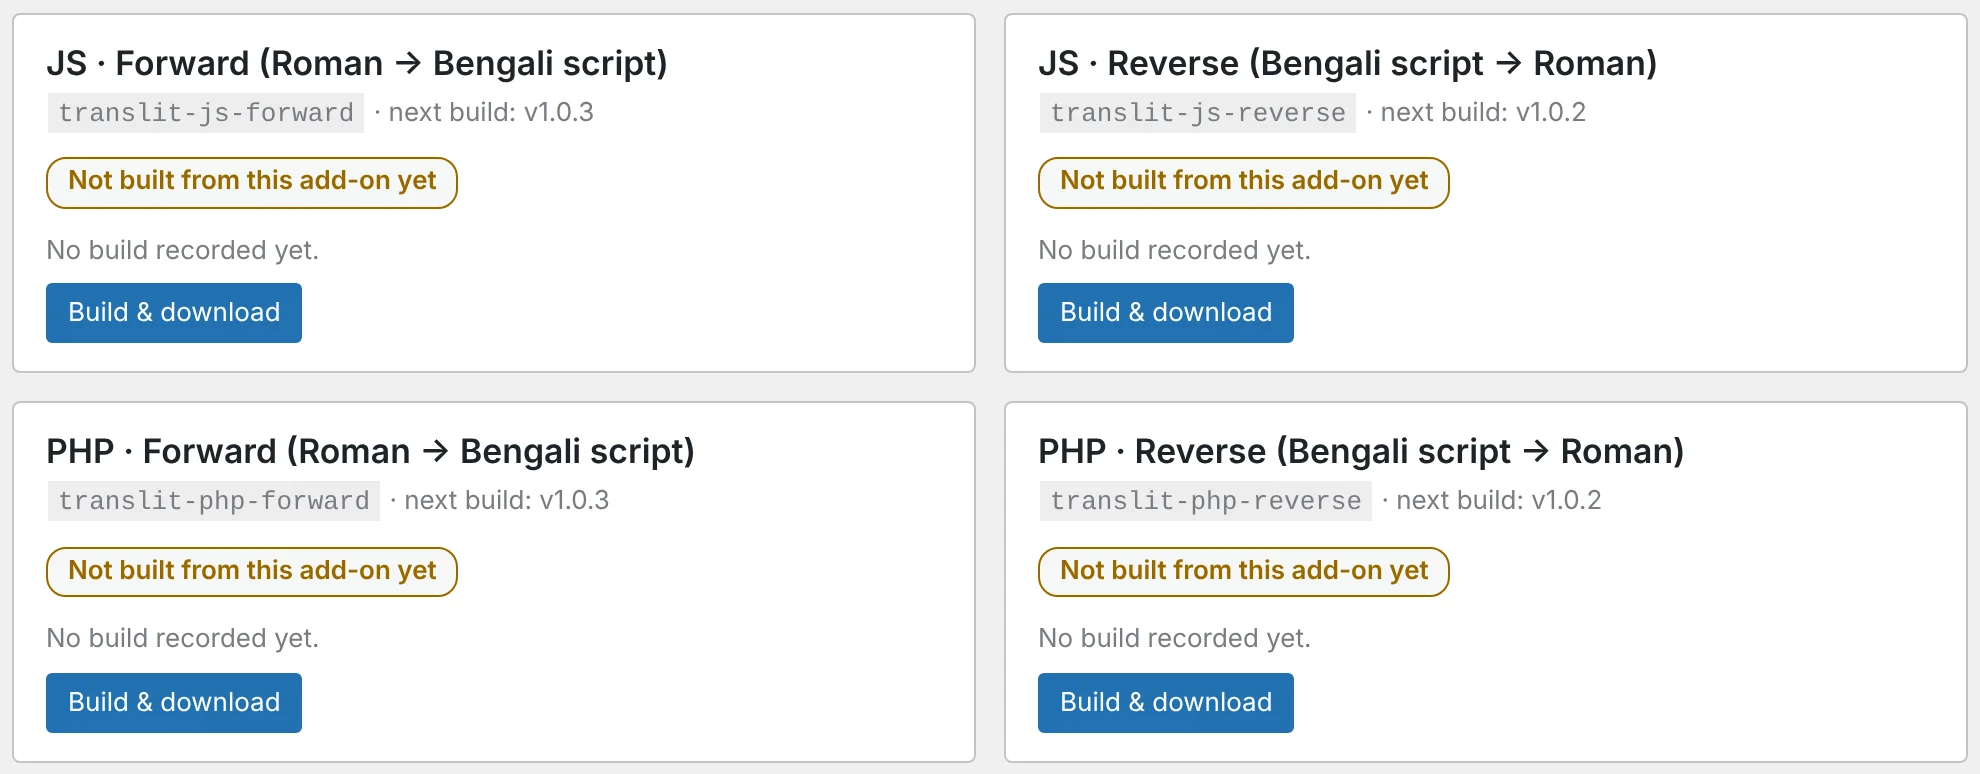 JS · Forward (Roman → Bengali script)
translit-js-forward · next build: v1.0.3
Not built from this add-on yet
No build recorded yet.
Build & download
JS · Reverse (Bengali script → Roman)
translit-js-reverse · next build: v1.0.2
Not built from this add-on yet
No build recorded yet.
Build & download
PHP · Forward (Roman → Bengali script)
translit-php-forward · next build: v1.0.3
Not built from this add-on yet
No build recorded yet.
Build & download
PHP · Reverse (Bengali script → Roman)
translit-php-reverse · next build: v1.0.2
Not built from this add-on yet
No build recorded yet.
Build & download